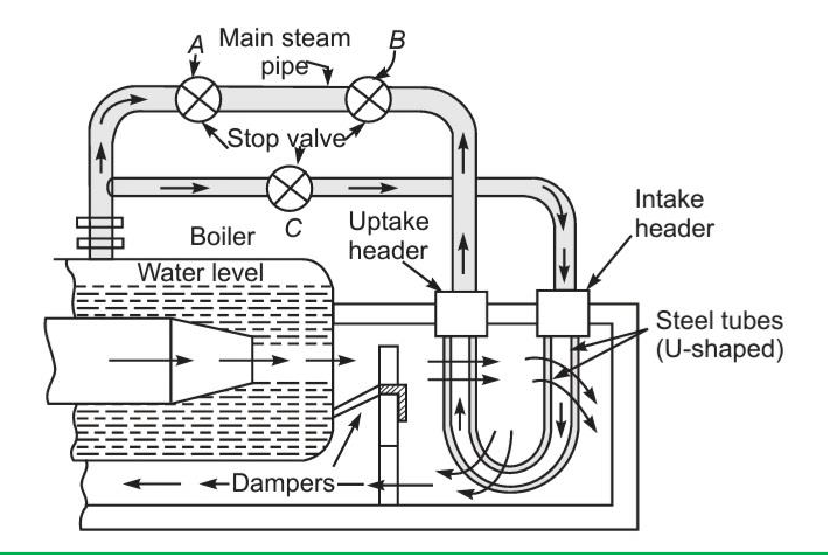 A
Main steam
pipe
B
Stop valve
C
Intake
header
Uptake
header
Boiler
Water level
Steel tubes
(U-shaped)
Dampers